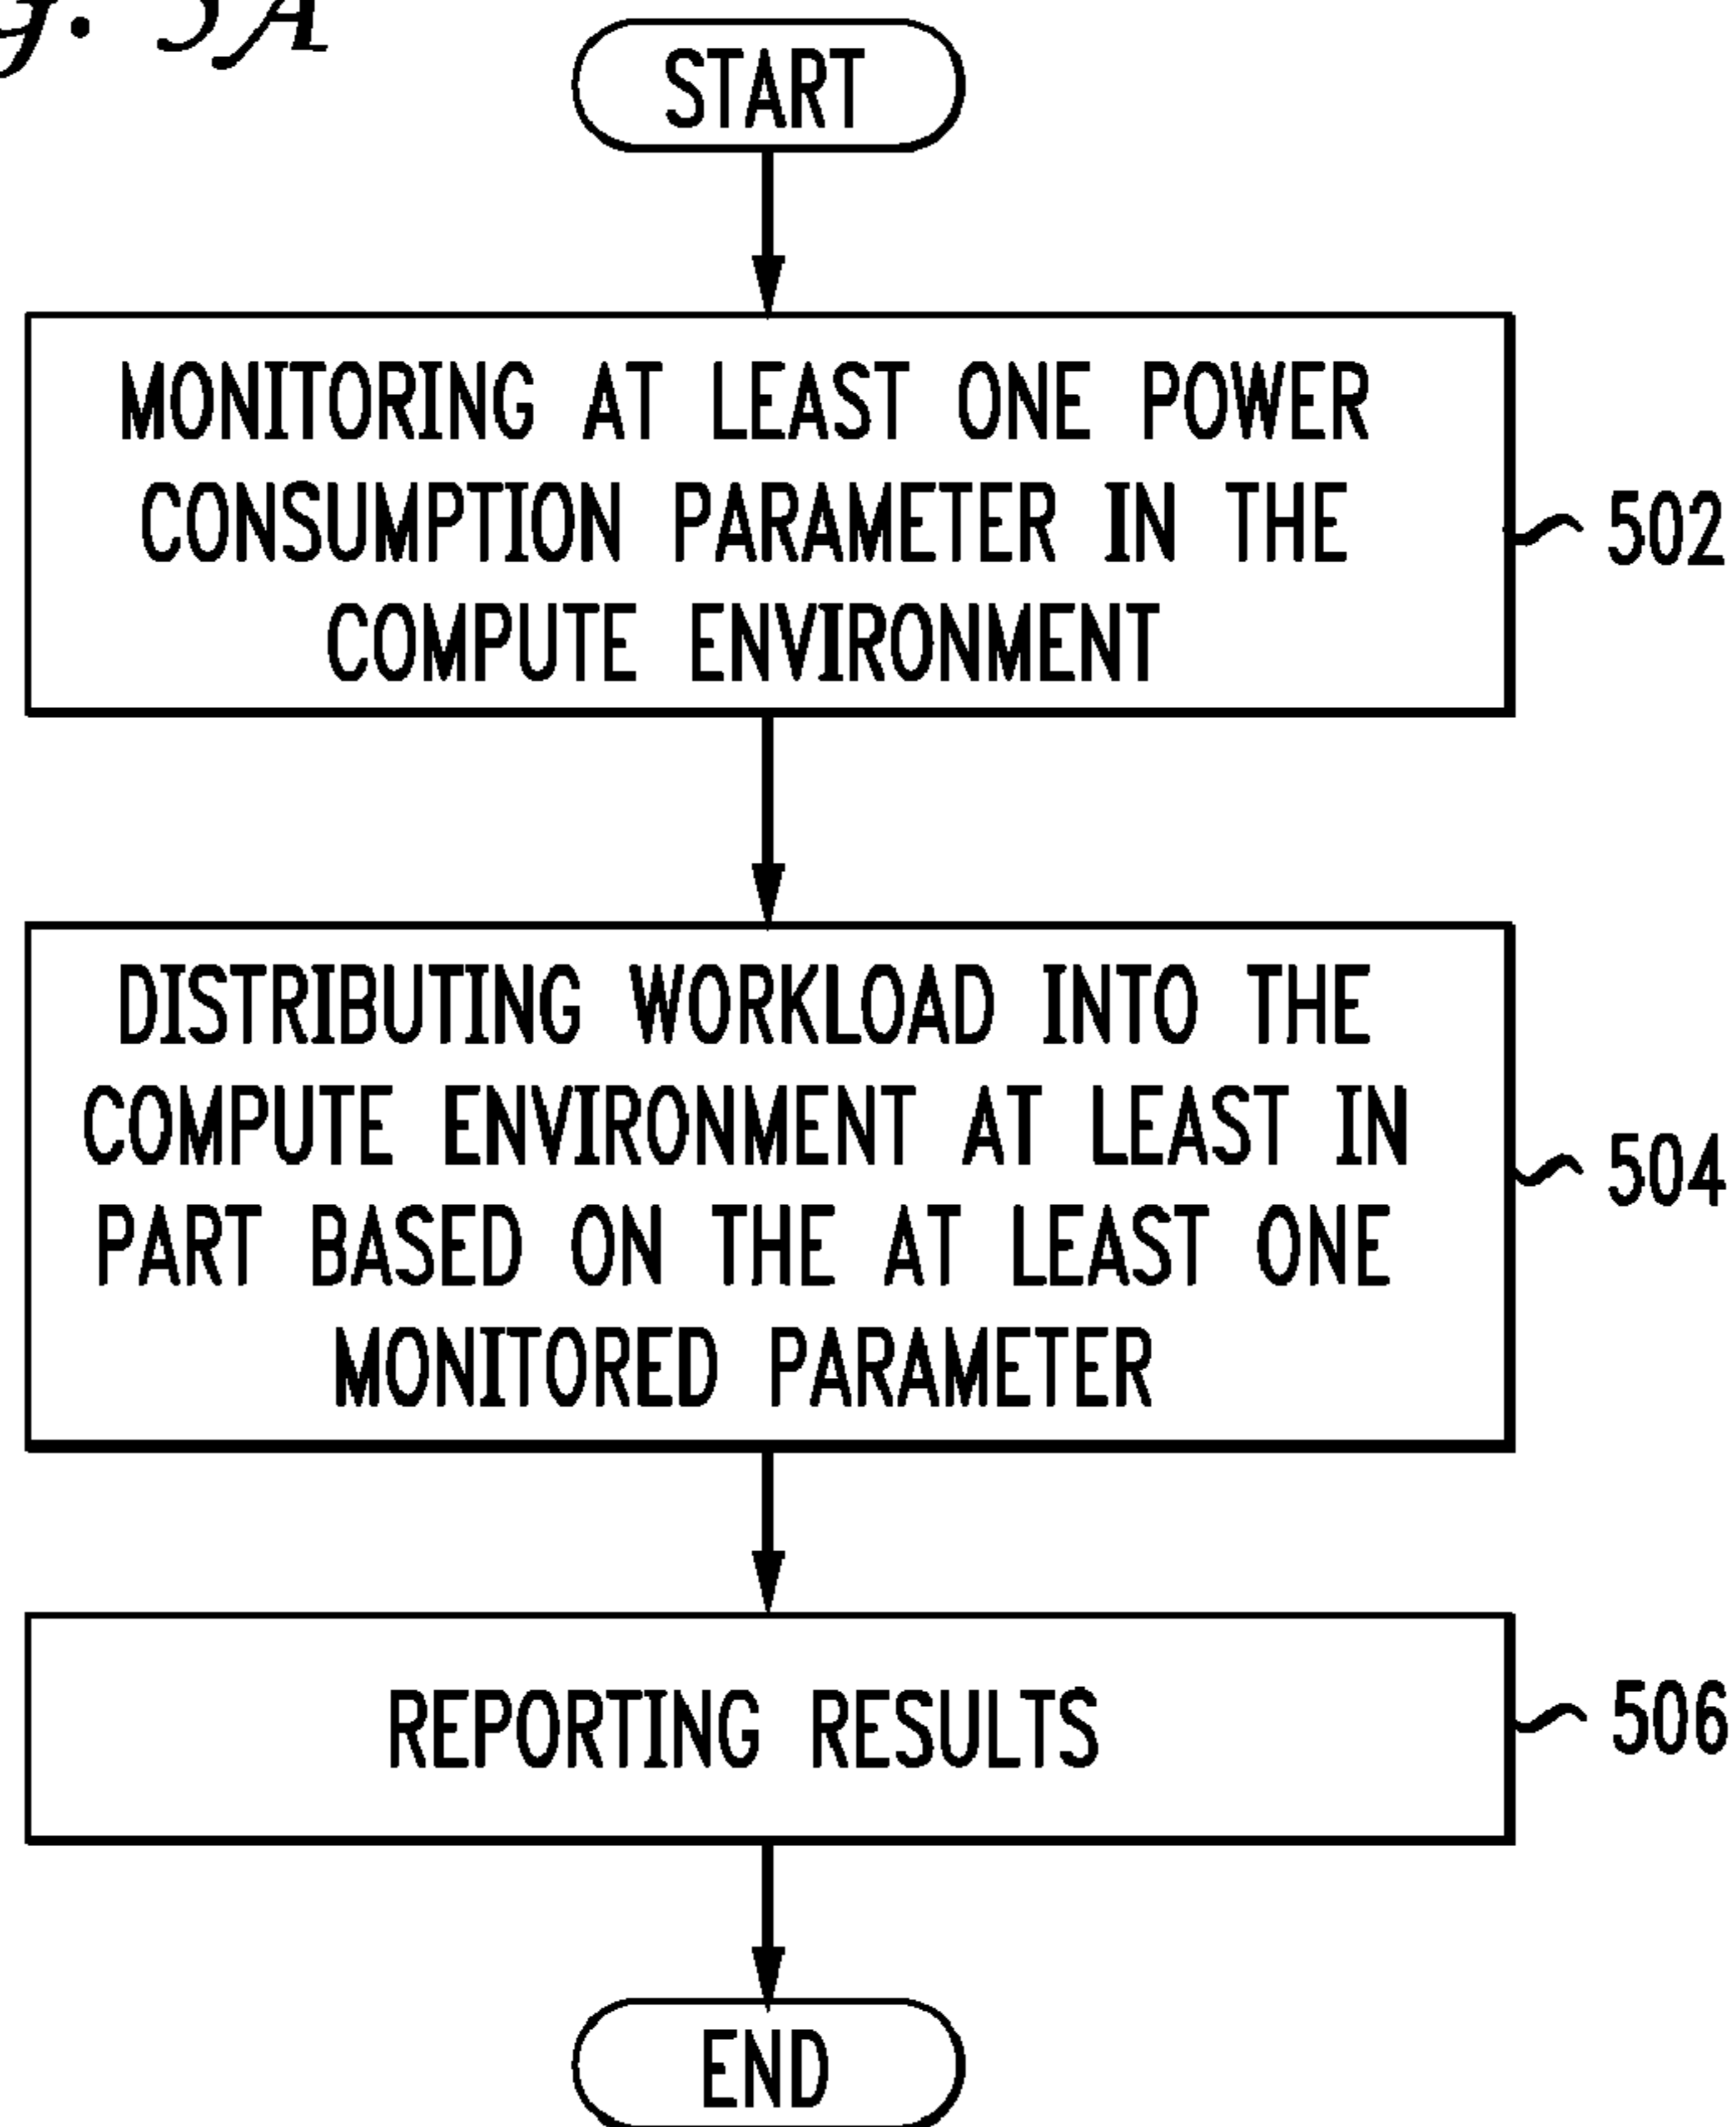 5A
START
MONITORING AT LEAST ONE POWER
CONSUMPTION PARAMETER IN THE
COMPUTE ENVIRONMENT
502
DISTRIBUTING WORKLOAD INTO THE
COMPUTE ENVIRONMENT AT LEAST IN
PART BASED ON THE AT LEAST ONE
MONITORED PARAMETER
504
REPORTING RESULTS
506
END